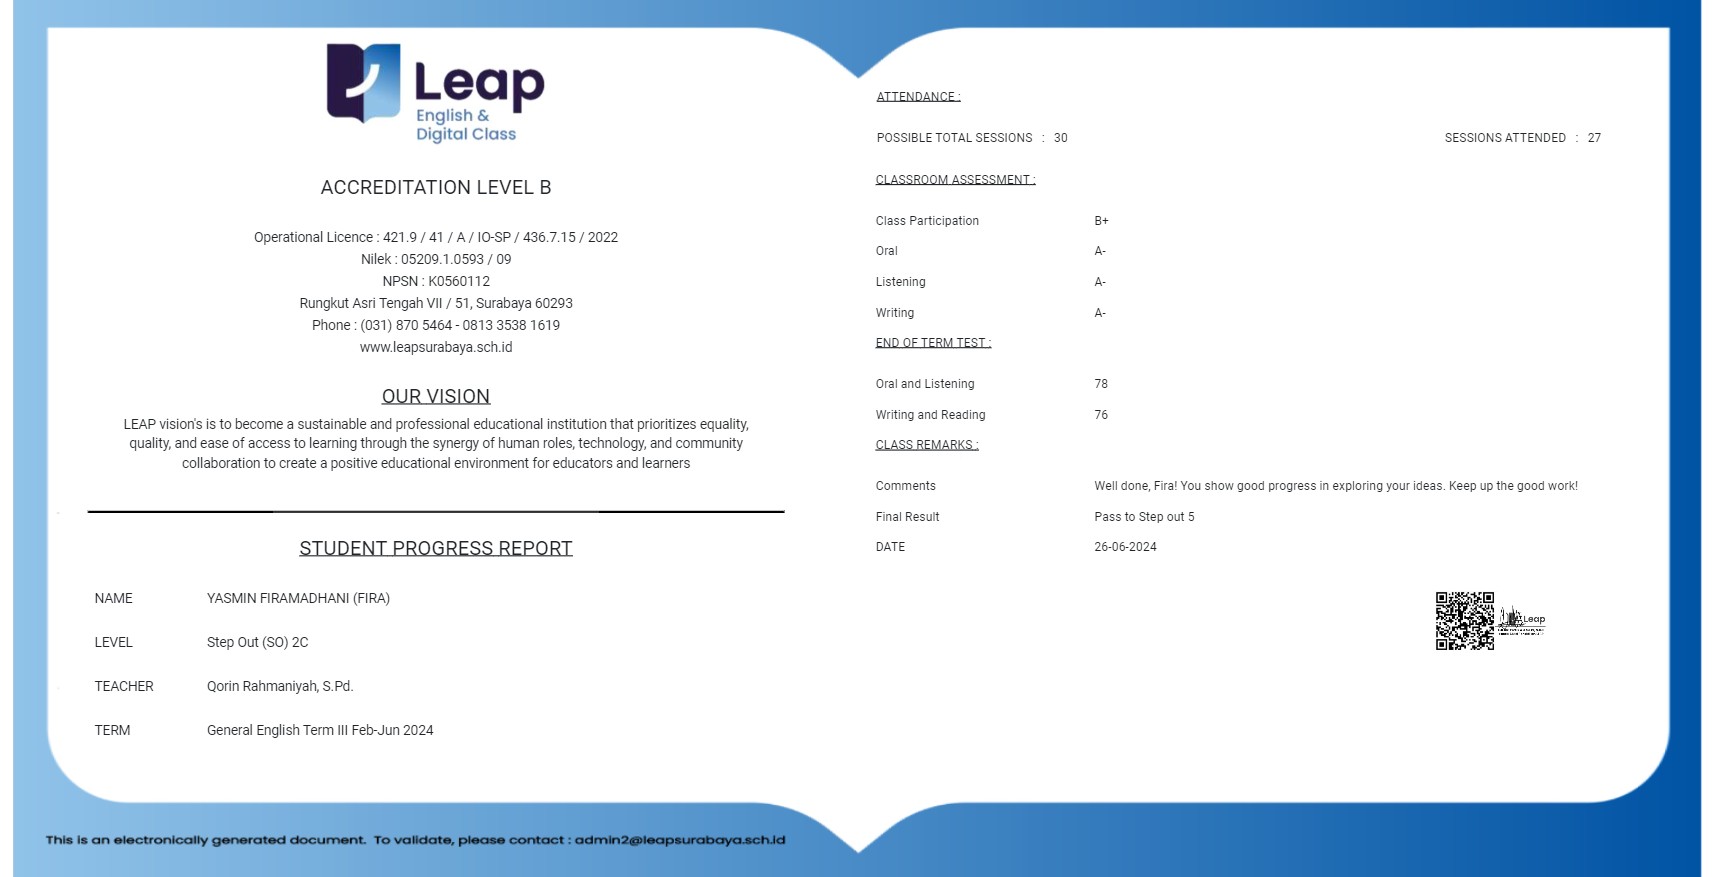 Leap
English &
Digital Class
ACCREDITATION LEVEL B
Operational Licence : 421.9 / 41 / A / IO-SP / 436.7.15 / 2022
Nilek : 05209.1.0593 / 09
NPSN : K0560112
Rungkut Asri Tengah VII / 51, Surabaya 60293
Phone : (031) 870 5464 - 0813 3538 1619
www.leapsurabaya.sch.id
OUR VISION
LEAP vision's is to become a sustainable and professional educational institution that prioritizes equality,
quality, and ease of access to learning through the synergy of human roles, technology, and community
collaboration to create a positive educational environment for educators and learners
STUDENT PROGRESS REPORT
NAME YASMIN FIRAMADHANI (FIRA)
LEVEL Step Out (SO) 2C
TEACHER Qorin Rahmaniyah, S.Pd.
TERM General English Term III Feb-Jun 2024
ATTENDANCE :
POSSIBLE TOTAL SESSIONS : 30 SESSIONS ATTENDED : 27
CLASSROOM ASSESSMENT :
Class Participation B+
Oral A-
Listening A-
Writing A-
END OF TERM TEST :
Oral and Listening 78
Writing and Reading 76
CLASS REMARKS :
Comments Well done, Fira! You show good progress in exploring your ideas. Keep up the good work!
Final Result Pass to Step out 5
DATE 26-06-2024
Leap
This is an electronically generated document. To validate, please contact : admin2@leapsurabaya.sch.id